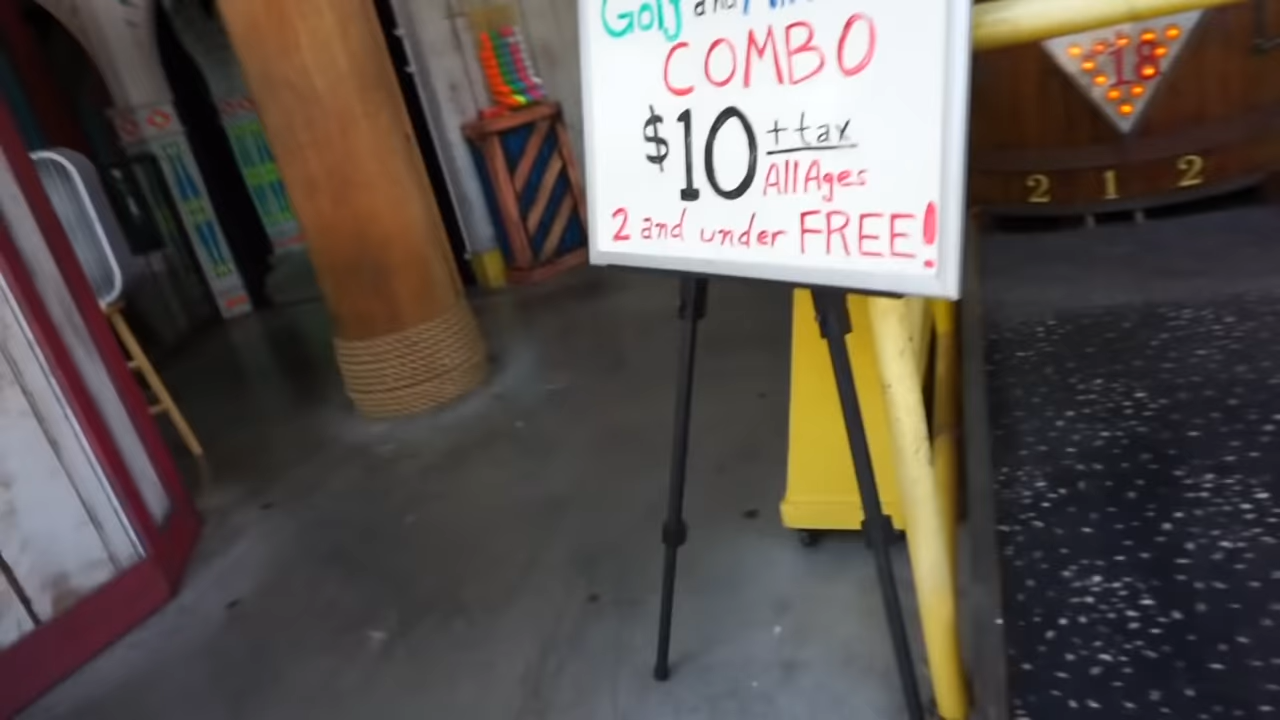 Golf and
COMBO
$10 + tax
All Ages
2 and under FREE!
18
2 1 2